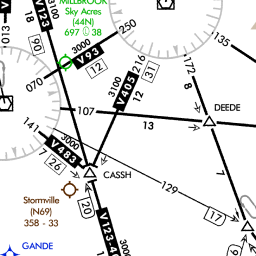 MILLBROOK
Sky Acres
(44N)
697 38
V123
90
1013
3000
V93
12
250
070
135
216
3100
V405
31
12
172
8
DEEDE
107
13
141
3000
V483
26
CASSH
129
7
17
Stormville
(N69)
358 - 33
20
V123-4
GANDE